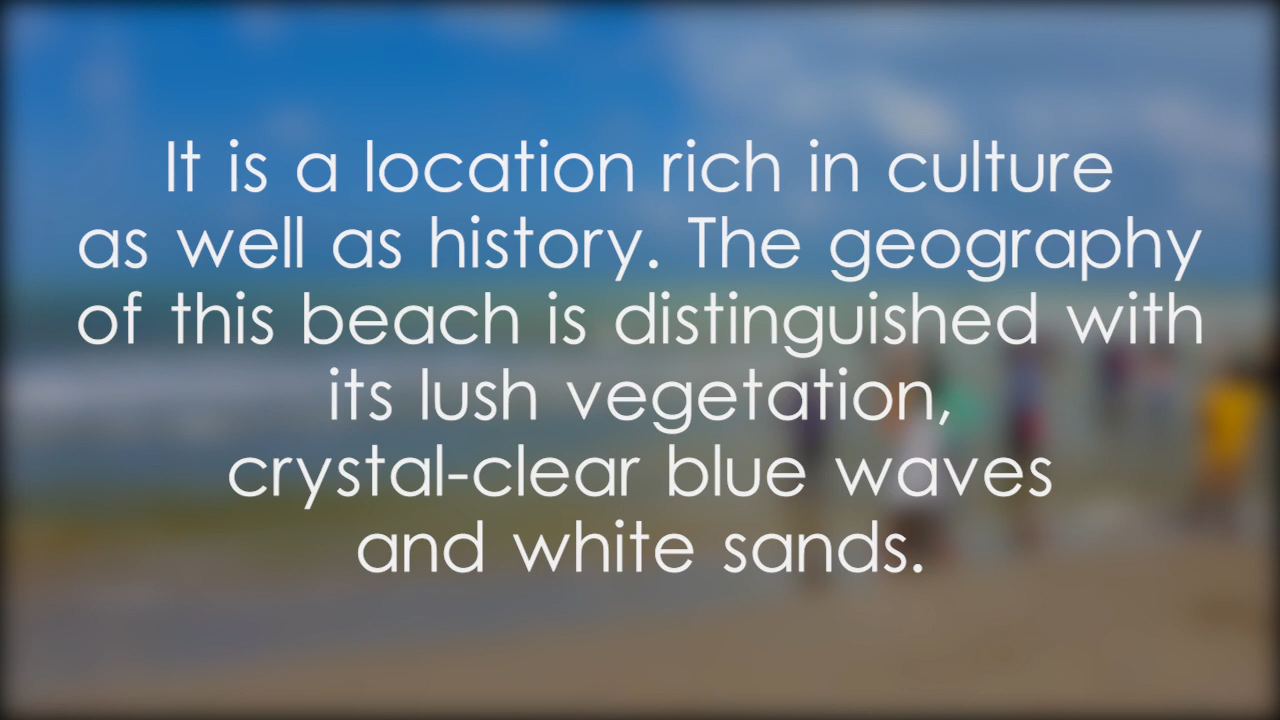 It is a location rich in culture
as well as history. The geography
of this beach is distinguished with
its lush vegetation,
crystal-clear blue waves
and white sands.